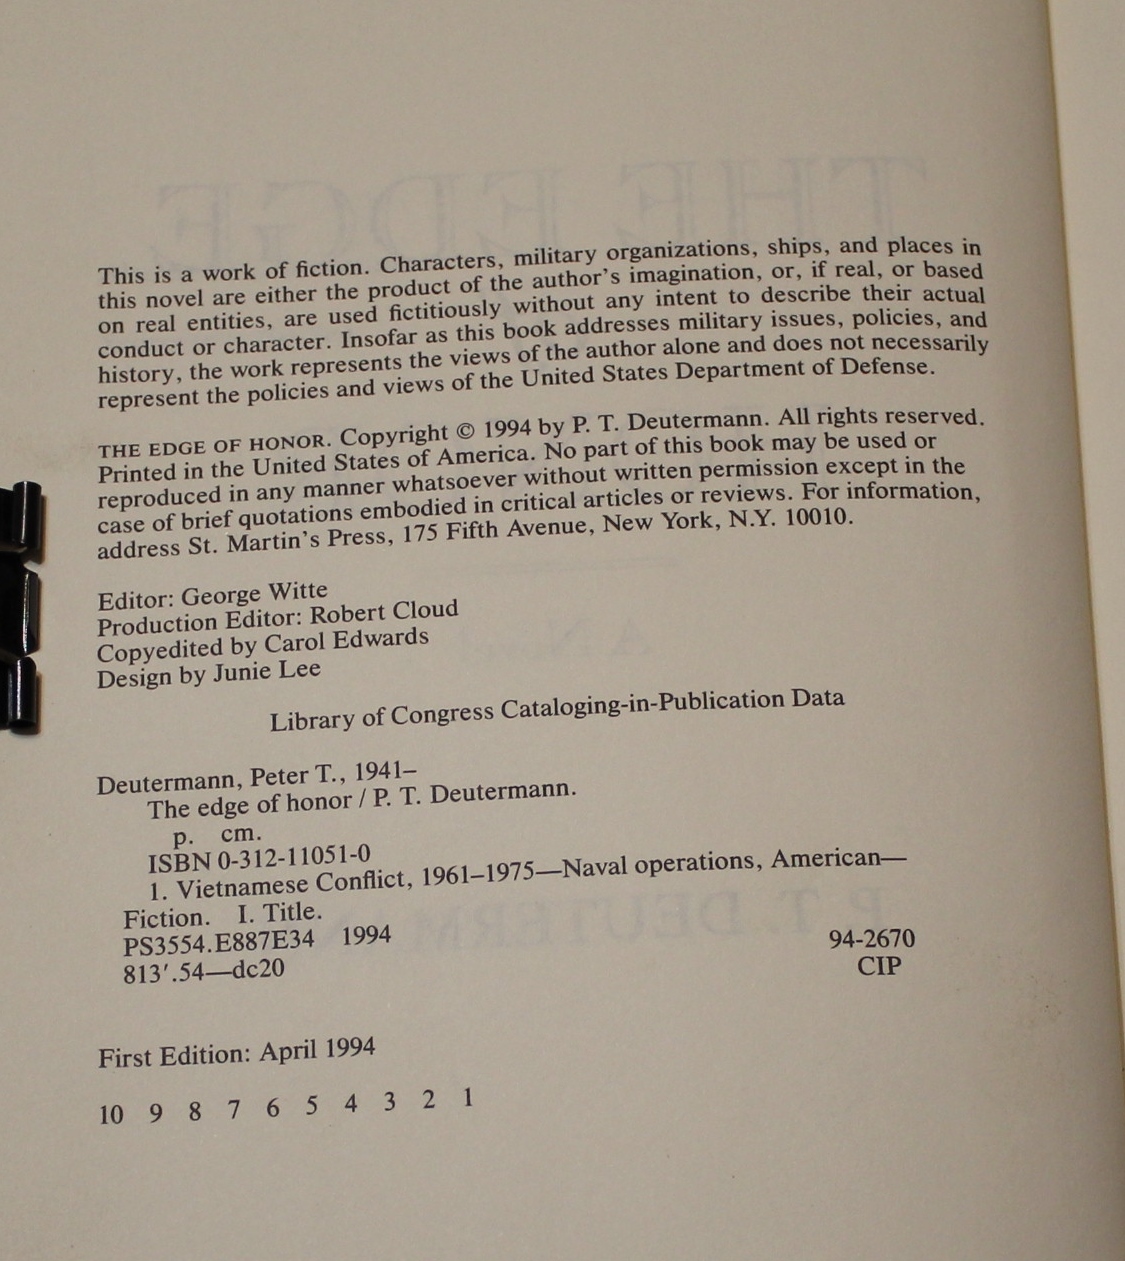 This is a work of fiction. Characters, military organizations, ships, and places in
this novel are either the product of the author's imagination, or, if real, or based
on real entities, are used fictitiously without any intent to describe their actual
conduct or character. Insofar as this book addresses military issues, policies, and
history, the work represents the views of the author alone and does not necessarily
represent the policies and views of the United States Department of Defense.
THE EDGE OF HONOR. Copyright © 1994 by P. T. Deutermann. All rights reserved.
Printed in the United States of America. No part of this book may be used or
reproduced in any manner whatsoever without written permission except in the
case of brief quotations embodied in critical articles or reviews. For information,
address St. Martin's Press, 175 Fifth Avenue, New York, N.Y. 10010.
Editor: George Witte
Production Editor: Robert Cloud
Copyedited by Carol Edwards
Design by Junie Lee
Library of Congress Cataloging-in-Publication Data
Deutermann, Peter T., 1941–
The edge of honor / P. T. Deutermann.
p. cm.
ISBN 0-312-11051-0
1. Vietnamese Conflict, 1961–1975—Naval operations, American—
Fiction. I. Title.
PS3554.E887E34 1994
94-2670
813'.54—dc20
CIP
First Edition: April 1994
10 9 8 7 6 5 4 3 2 1